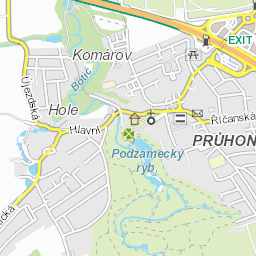 EXIT
Komárov
Botič
Újezdská
Hole
Hlavní
Říčanská
PRŮHON
Podzámecký
ryb.